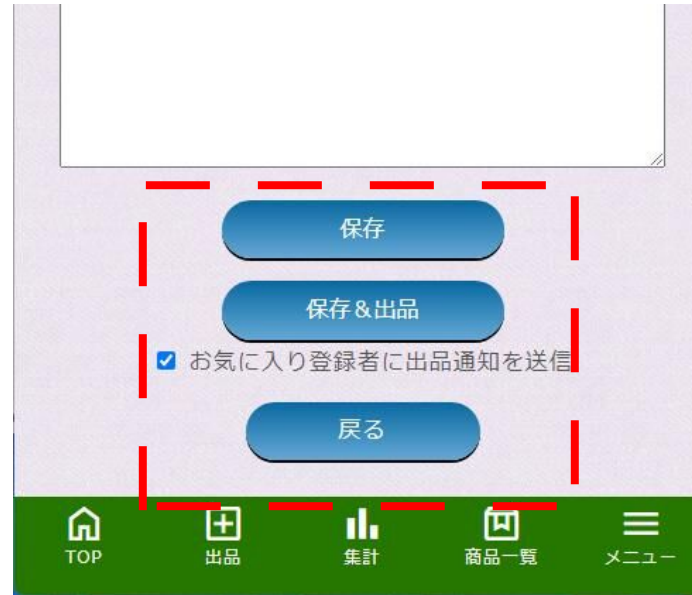 保存
保存&出品
お気に入り登録者に出品通知を送信
戻る
TOP 出品 集計 商品一覧 メニュー